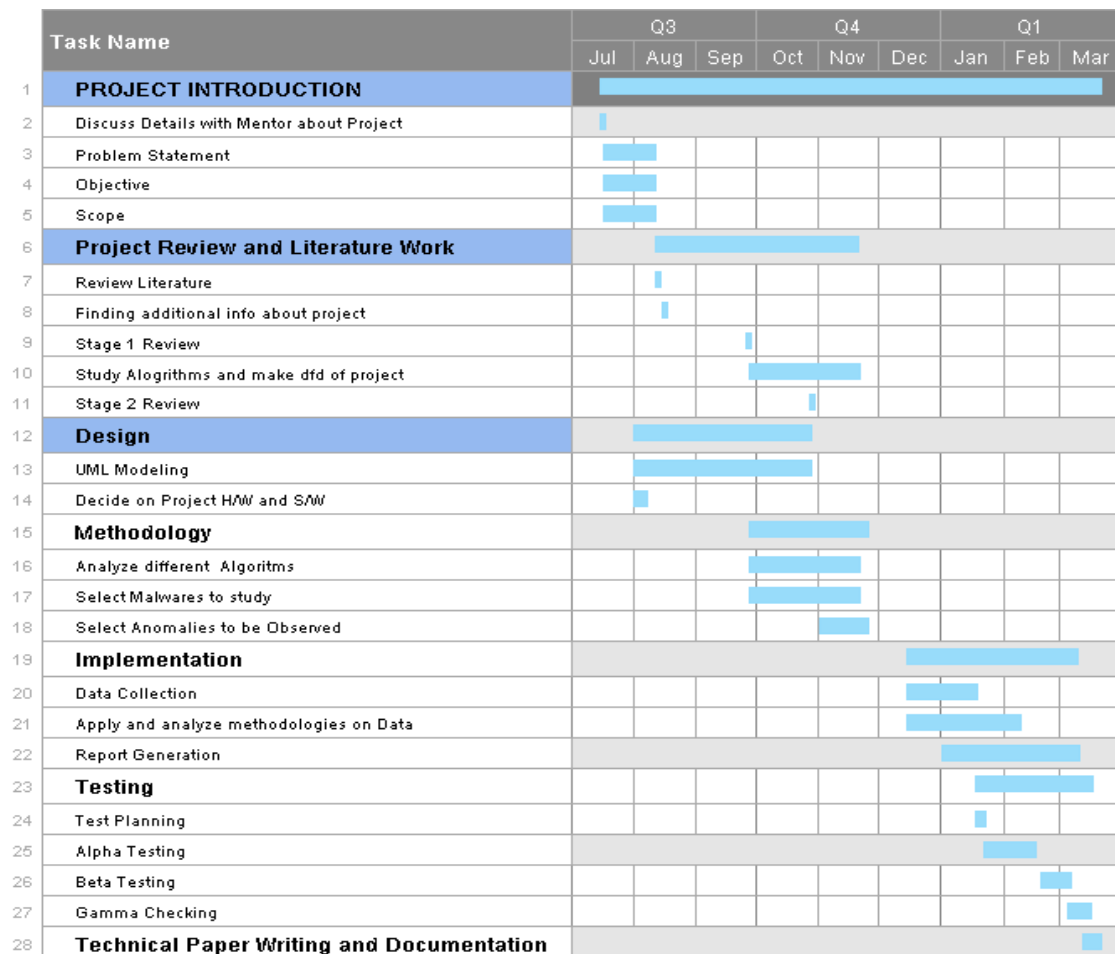 Task Name
Q3 Q4 Q1
Jul Aug Sep Oct Nov Dec Jan Feb Mar
1 PROJECT INTRODUCTION
2 Discuss Details with Mentor about Project
3 Problem Statement
4 Objective
5 Scope
6 Project Review and Literature Work
7 Review Literature
8 Finding additional info about project
9 Stage 1 Review
10 Study Alogrithms and make dfd of project
11 Stage 2 Review
12 Design
13 UML Modeling
14 Decide on Project H/W and S/W
15 Methodology
16 Analyze different Algoritms
17 Select Malwares to study
18 Select Anomalies to be Observed
19 Implementation
20 Data Collection
21 Apply and analyze methodologies on Data
22 Report Generation
23 Testing
24 Test Planning
25 Alpha Testing
26 Beta Testing
27 Gamma Checking
28 Technical Paper Writing and Documentation